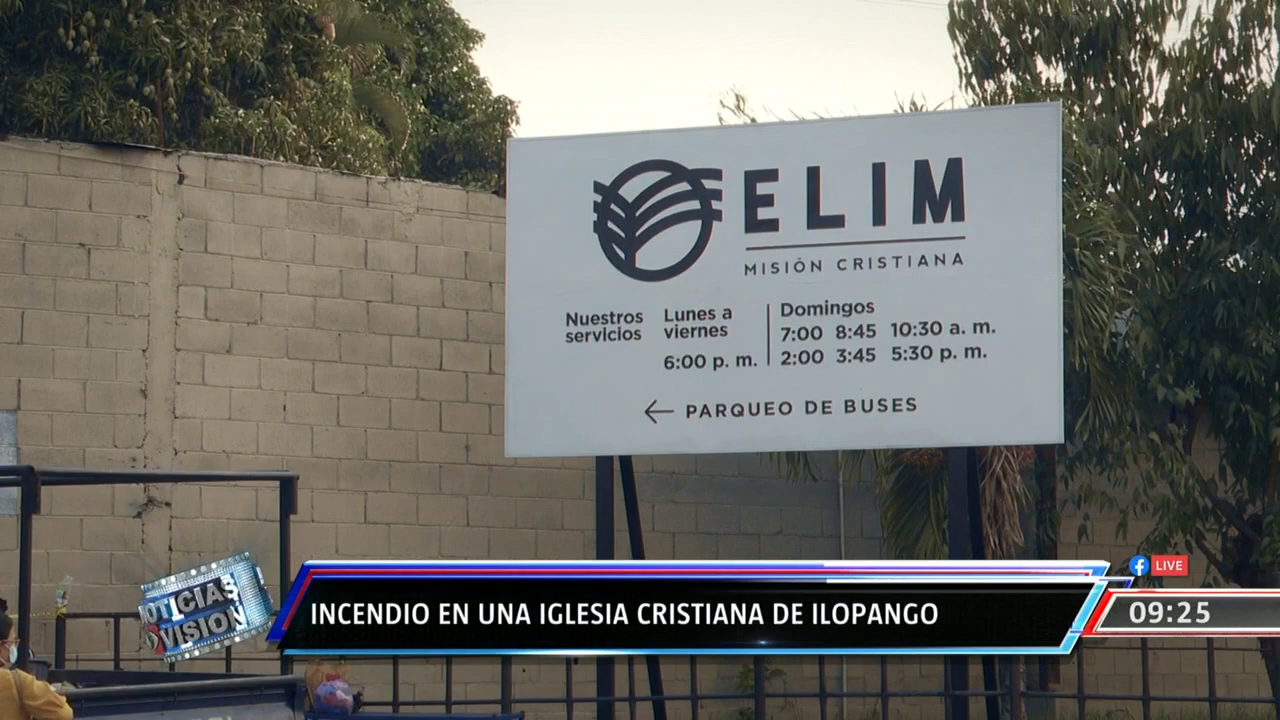 ELIM
MISIÓN CRISTIANA
Nuestros servicios
Lunes a viernes
6:00 p. m.
Domingos
7:00 8:45 10:30 a. m.
2:00 3:45 5:30 p. m.
← PARQUEO DE BUSES
LIVE
INCENDIO EN UNA IGLESIA CRISTIANA DE ILOPANGO
09:25